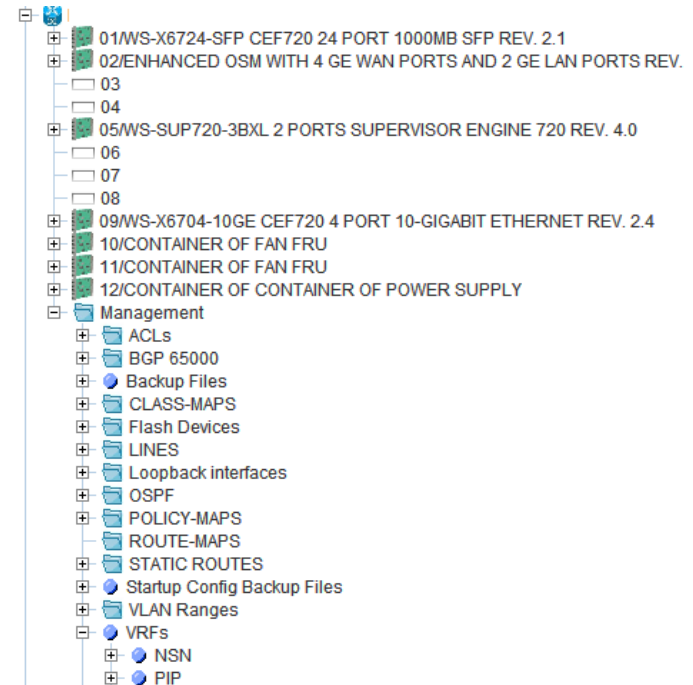 01/WS-X6724-SFP CEF720 24 PORT 1000MB SFP REV. 2.1
02/ENHANCED OSM WITH 4 GE WAN PORTS AND 2 GE LAN PORTS REV.
03
04
05/WS-SUP720-3BXL 2 PORTS SUPERVISOR ENGINE 720 REV. 4.0
06
07
08
09/WS-X6704-10GE CEF720 4 PORT 10-GIGABIT ETHERNET REV. 2.4
10/CONTAINER OF FAN FRU
11/CONTAINER OF FAN FRU
12/CONTAINER OF CONTAINER OF POWER SUPPLY
Management
ACLs
BGP 65000
Backup Files
CLASS-MAPS
Flash Devices
LINES
Loopback interfaces
OSPF
POLICY-MAPS
ROUTE-MAPS
STATIC ROUTES
Startup Config Backup Files
VLAN Ranges
VRFs
NSN
PIP